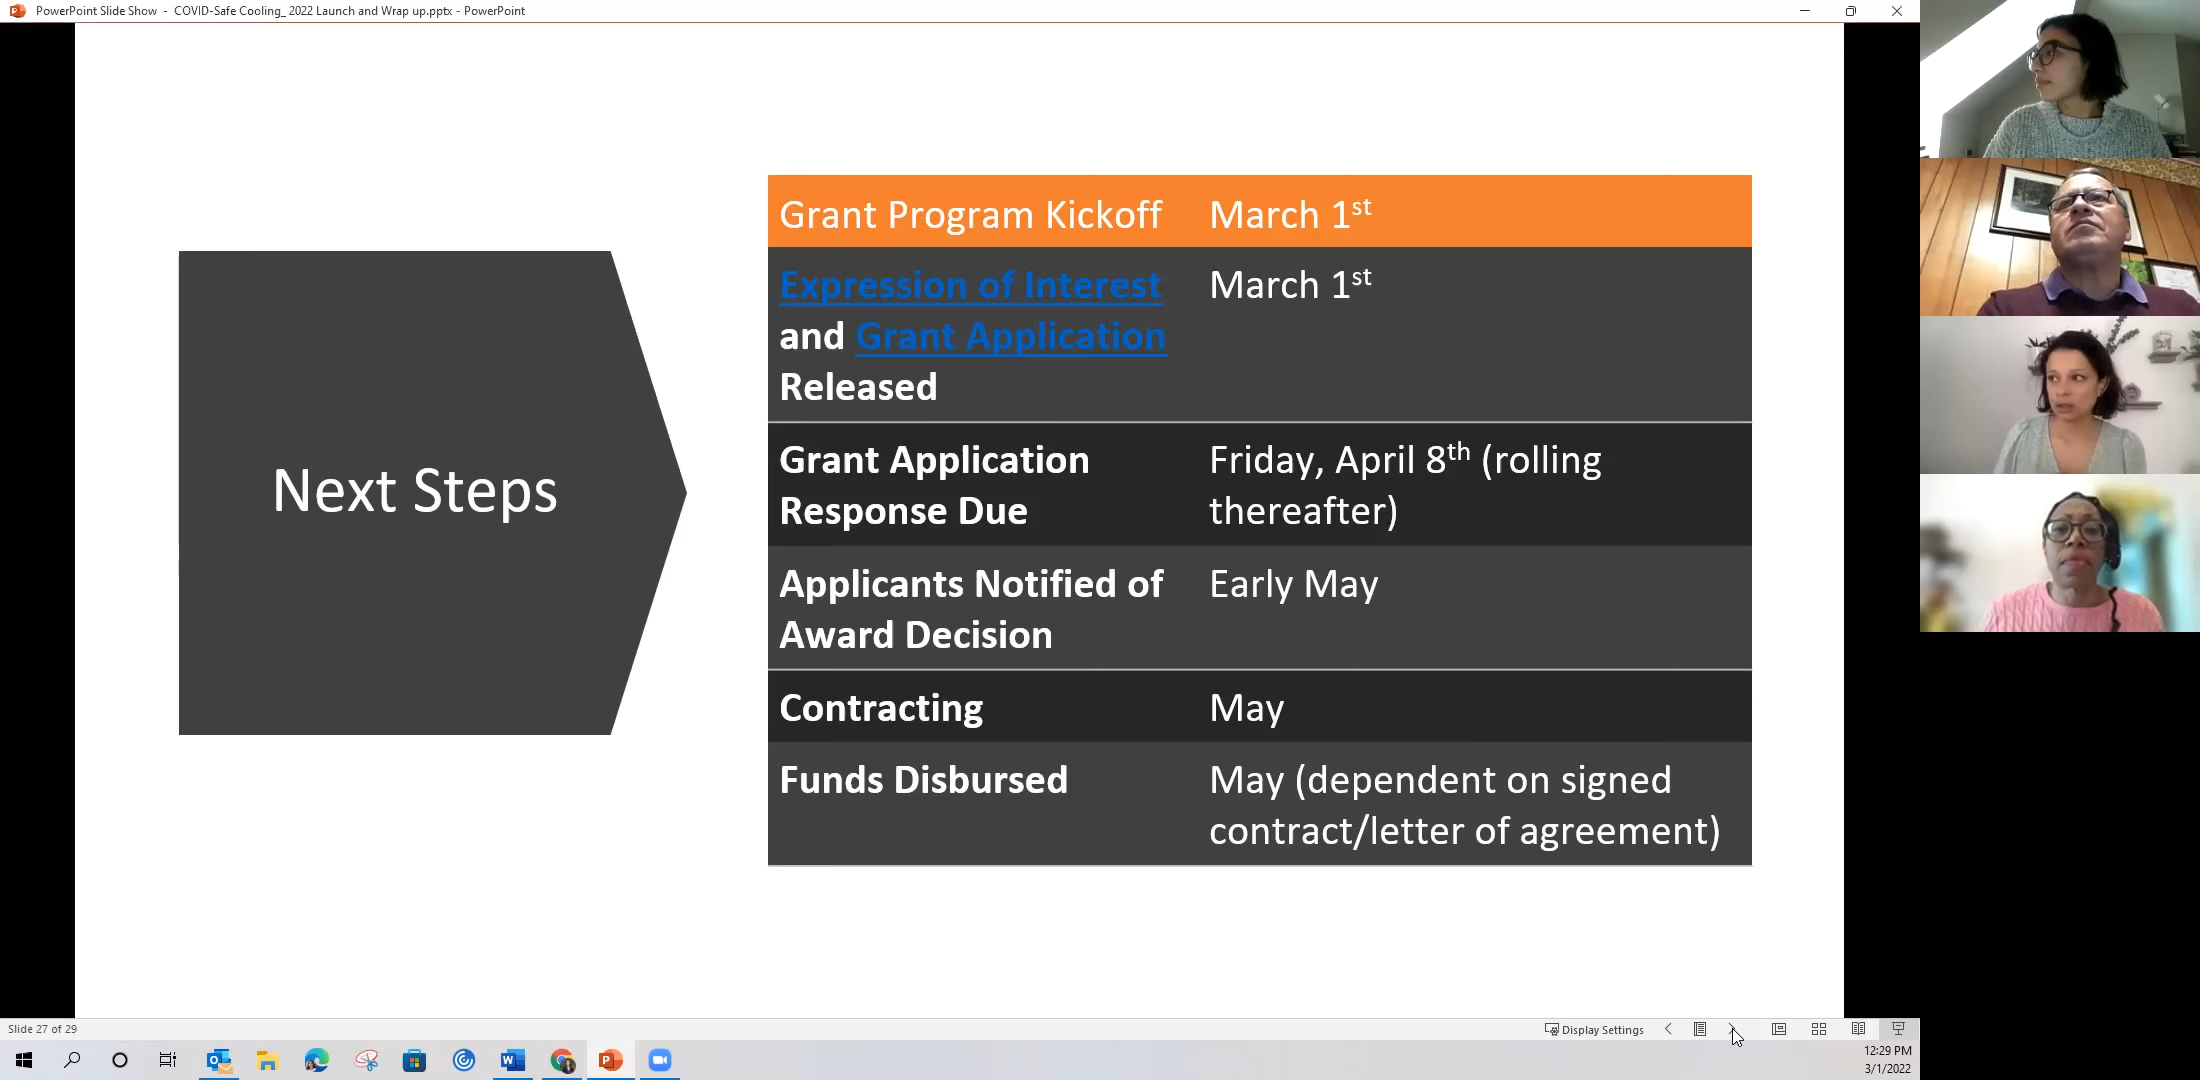 PowerPoint Slide Show - COVID-Safe Cooling_ 2022 Launch and Wrap up.pptx - PowerPoint
Next Steps
Grant Program Kickoff March 1st
Expression of Interest March 1st
and Grant Application
Released
Grant Application Friday, April 8th (rolling
Response Due thereafter)
Applicants Notified of Early May
Award Decision
Contracting May
Funds Disbursed May (dependent on signed
contract/letter of agreement)
Slide 27 of 29
Display Settings
12:29 PM
3/1/2022